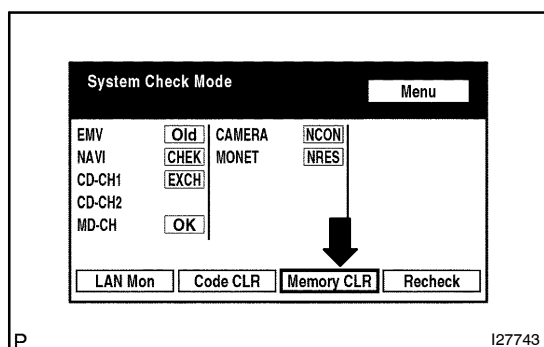 System Check Mode
Menu
EMV Old CAMERA NCON
NAVI CHEK MONET NRES
CD-CH1 EXCH
CD-CH2
MD-CH OK
LAN Mon Code CLR Memory CLR Recheck
P I27743